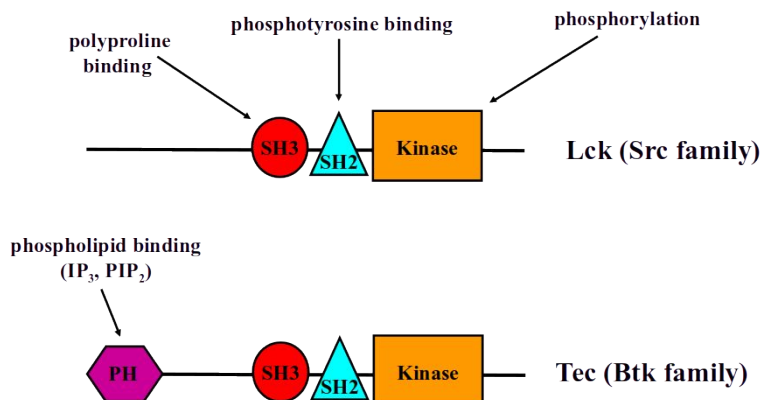 phosphotyrosine binding
phosphorylation
polyproline
binding
SH3
SH2
Kinase
Lck (Src family)
phospholipid binding
(IP₃, PIP₂)
PH
SH3
SH2
Kinase
Tec (Btk family)